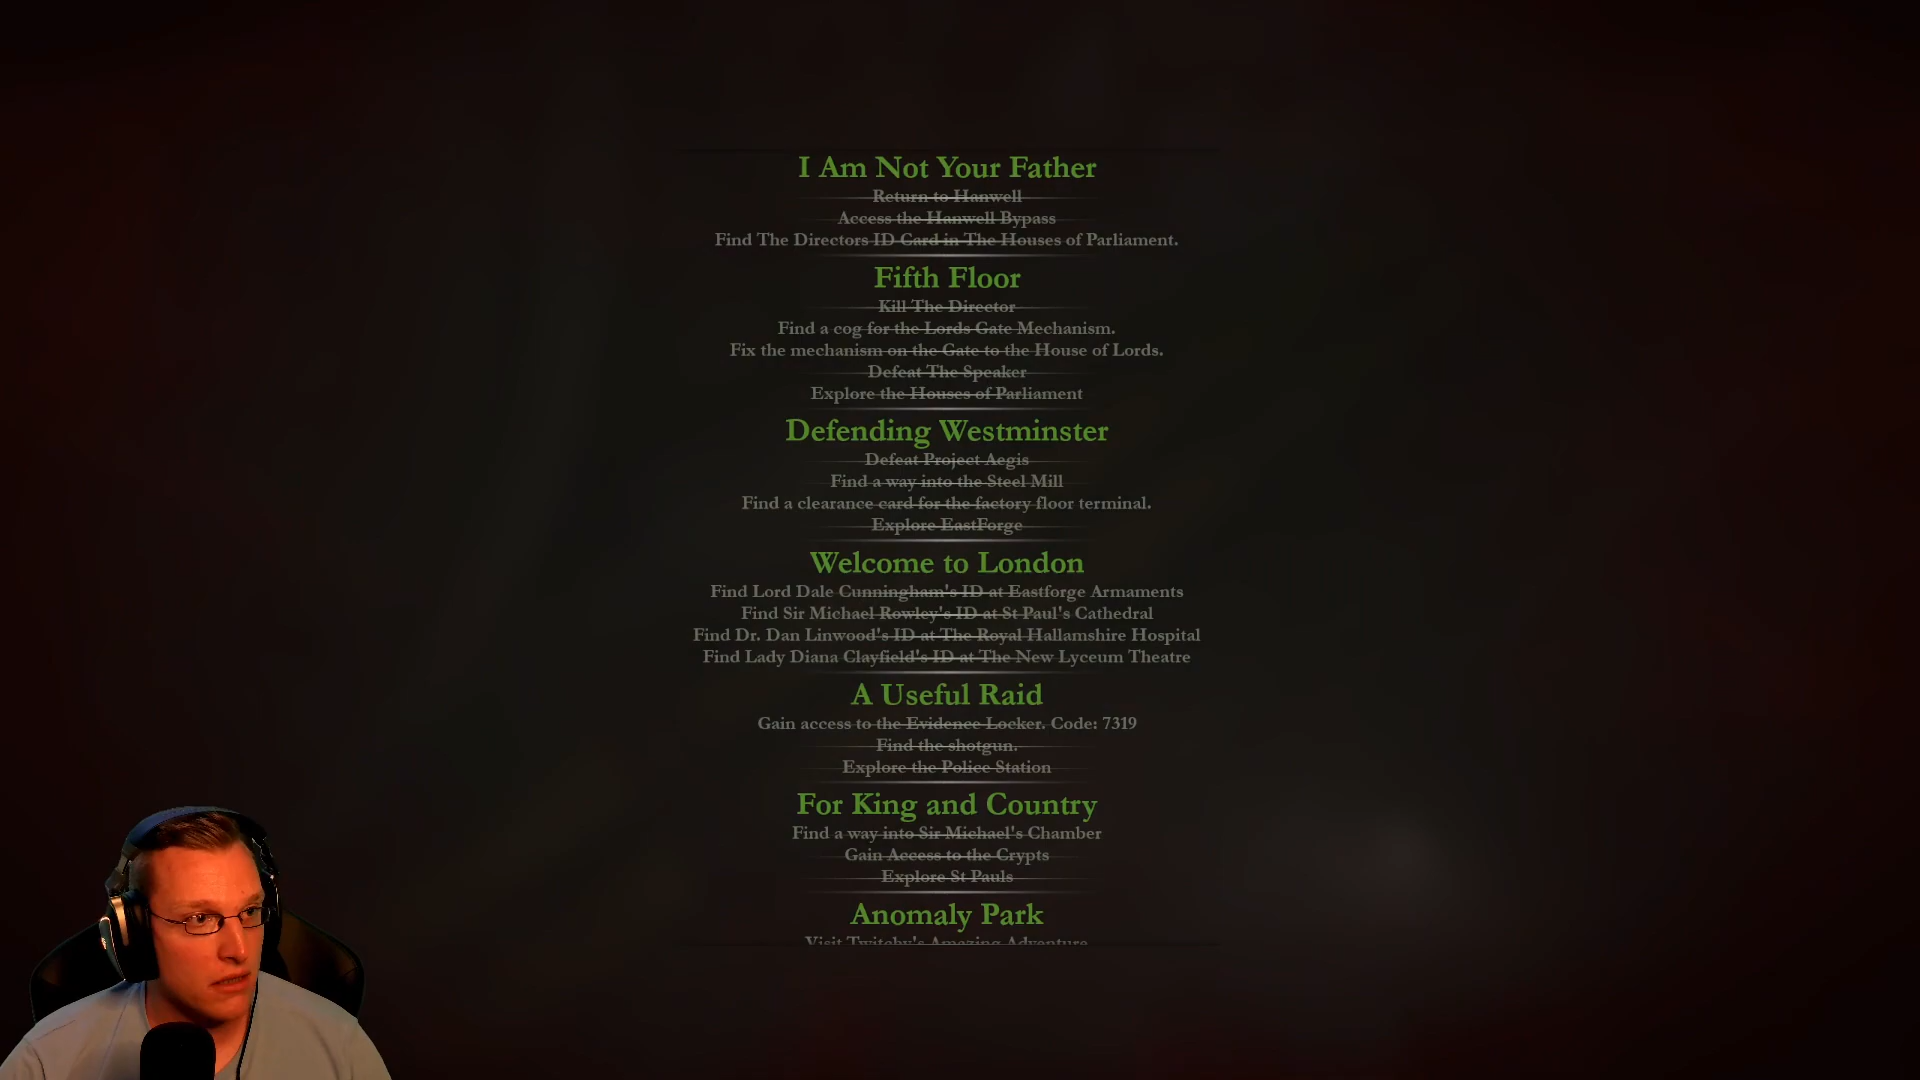 I Am Not Your Father
Return to Hanwell
Access the Hanwell Bypass
Find The Directors ID Card in The Houses of Parliament.
Fifth Floor
Kill The Director
Find a cog for the Lords Gate Mechanism.
Fix the mechanism on the Gate to the House of Lords.
Defeat The Speaker
Explore the Houses of Parliament
Defending Westminster
Defeat Project Aegis
Find a way into the Steel Mill
Find a clearance card for the factory floor terminal.
Explore EastForge
Welcome to London
Find Lord Dale Cunningham's ID at Eastforge Armaments
Find Sir Michael Rowley's ID at St Paul's Cathedral
Find Dr. Dan Linwood's ID at The Royal Hallamshire Hospital
Find Lady Diana Clayfield's ID at The New Lyceum Theatre
A Useful Raid
Gain access to the Evidence Locker. Code: 7319
Find the shotgun.
Explore the Police Station
For King and Country
Find a way into Sir Michael's Chamber
Gain Access to the Crypts
Explore St Pauls
Anomaly Park
Visit Twitchy's Amazing Adventure